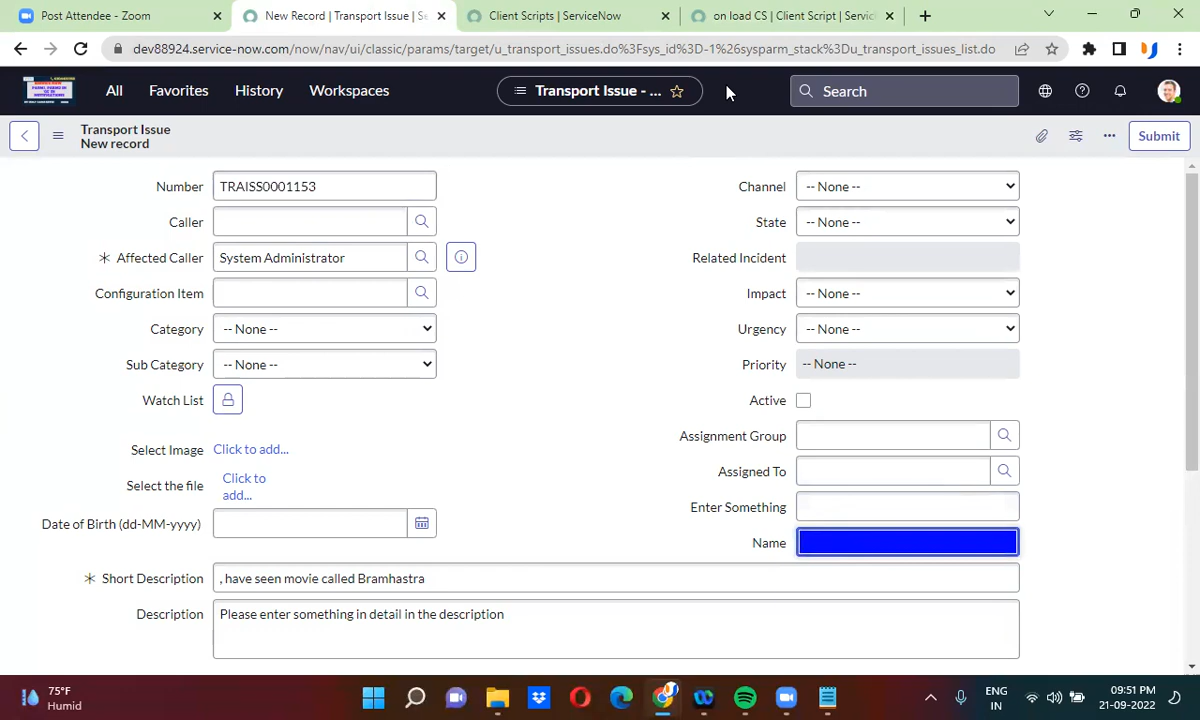 Post Attendee - Zoom
New Record | Transport Issue | Se
Client Scripts | ServiceNow
on load CS | Client Script | Servic
dev88924.service-now.com/now/nav/ui/classic/params/target/u_transport_issues.do%3Fsys_id%3D-1%26sysparm_stack%3Du_transport_issues_list.do
All
Favorites
History
Workspaces
Transport Issue - ...
Search
Transport Issue
New record
Submit
Number
TRAISS0001153
Channel
-- None --
Caller
State
-- None --
Affected Caller
System Administrator
Related Incident
Configuration Item
Impact
-- None --
Category
-- None --
Urgency
-- None --
Sub Category
-- None --
Priority
-- None --
Watch List
Active
Assignment Group
Select Image
Click to add...
Assigned To
Select the file
Click to
add...
Enter Something
Date of Birth (dd-MM-yyyy)
Name
Short Description
, have seen movie called Bramhastra
Description
Please enter something in detail in the description
75°F
Humid
ENG
IN
09:51 PM
21-09-2022